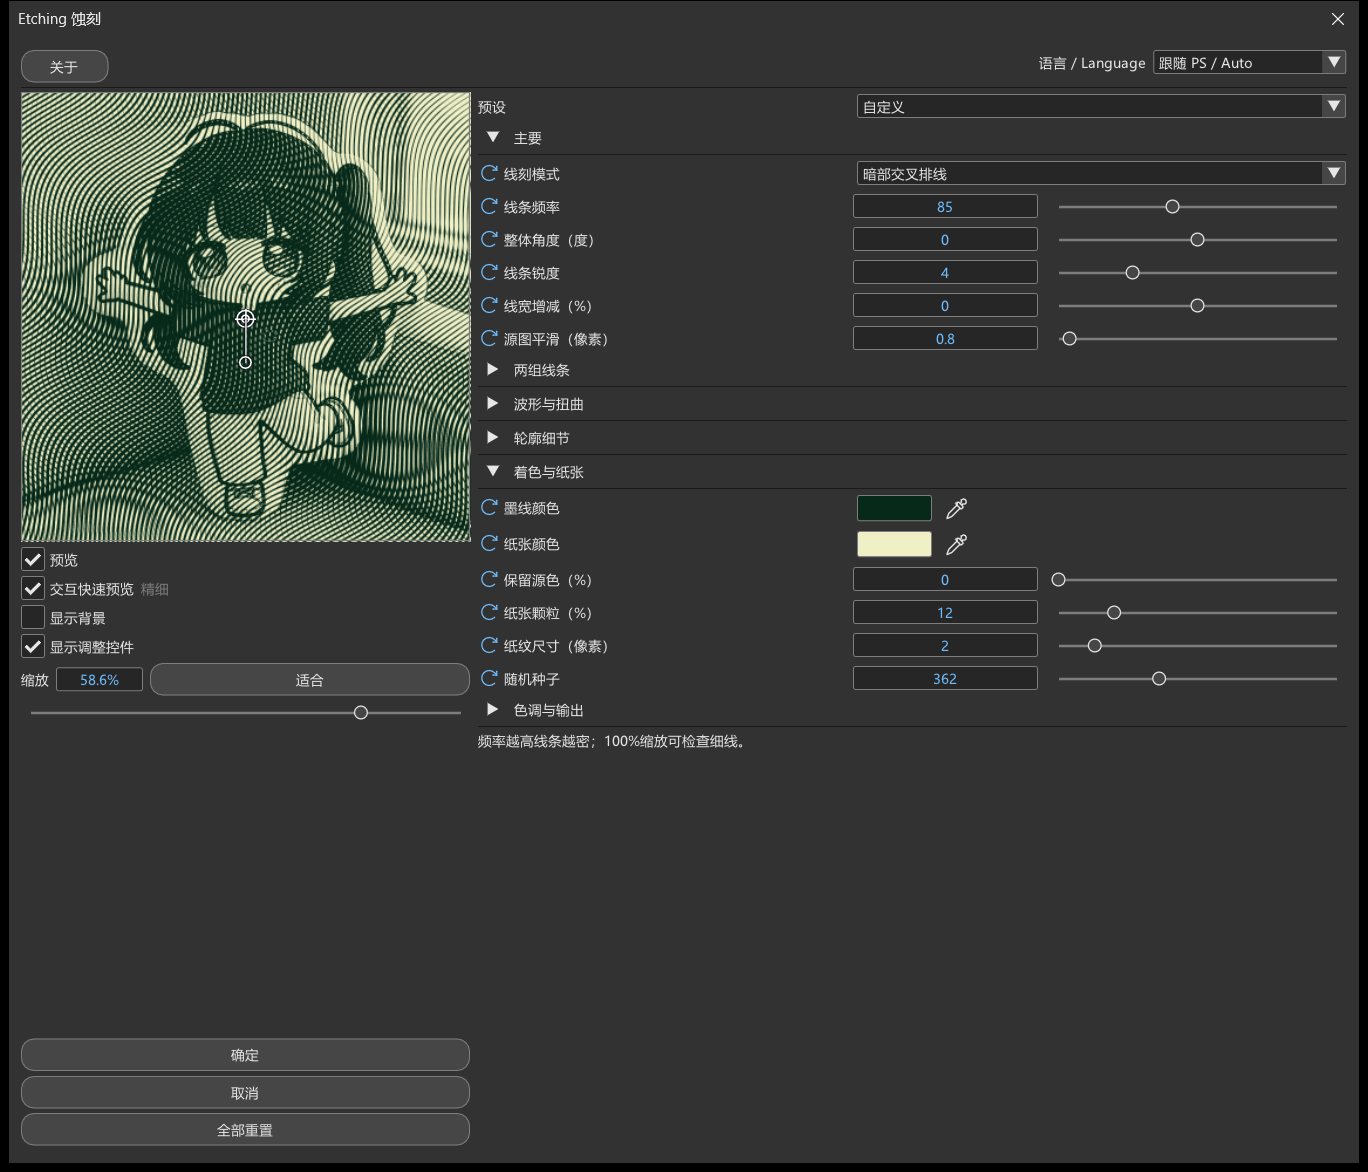 Etching 蚀刻
关于
语言 / Language 跟随 PS / Auto
预设 自定义
主要
线刻模式 暗部交叉排线
线条频率 85
整体角度（度） 0
线条锐度 4
线宽增减（%） 0
源图平滑（像素） 0.8
两组线条
波形与扭曲
轮廓细节
着色与纸张
墨线颜色
纸张颜色
保留源色（%） 0
纸张颗粒（%） 12
纸纹尺寸（像素） 2
随机种子 362
色调与输出
频率越高线条越密；100%缩放可检查细线。
预览
交互快速预览 精细
显示背景
显示调整控件
缩放 58.6% 适合
确定
取消
全部重置